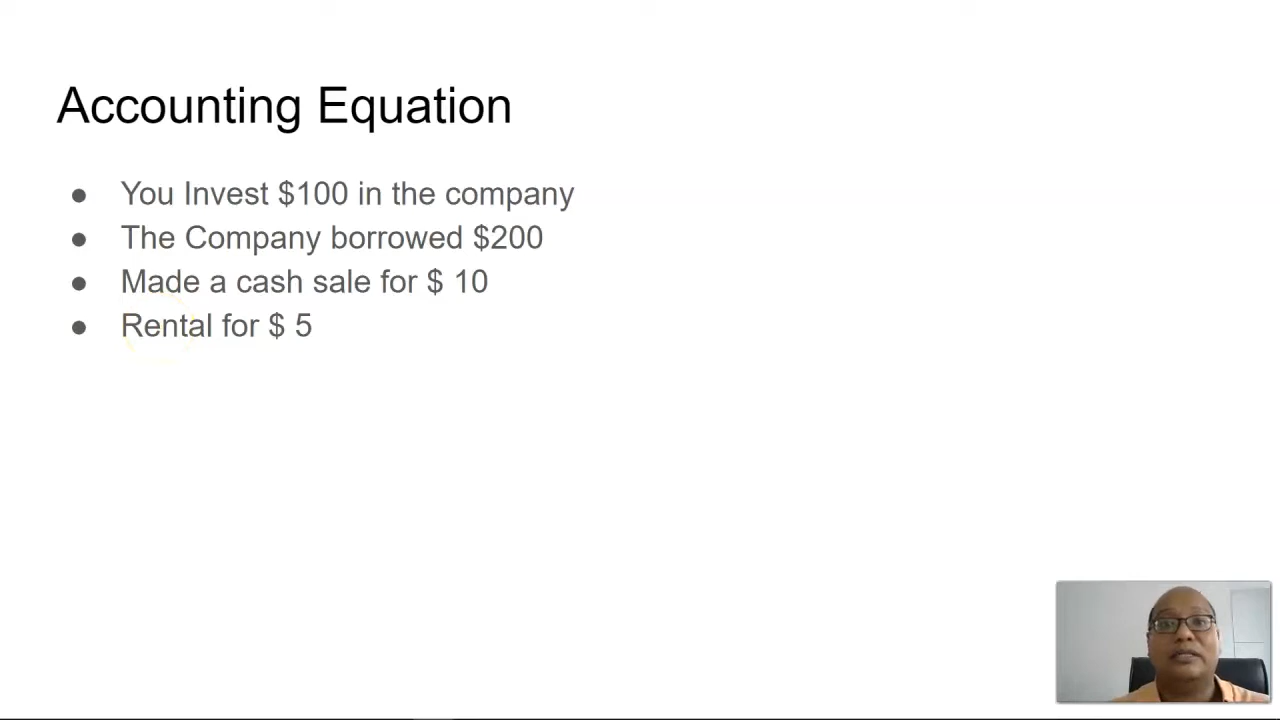 Accounting Equation
● You Invest $100 in the company
● The Company borrowed $200
● Made a cash sale for $ 10
● Rental for $ 5